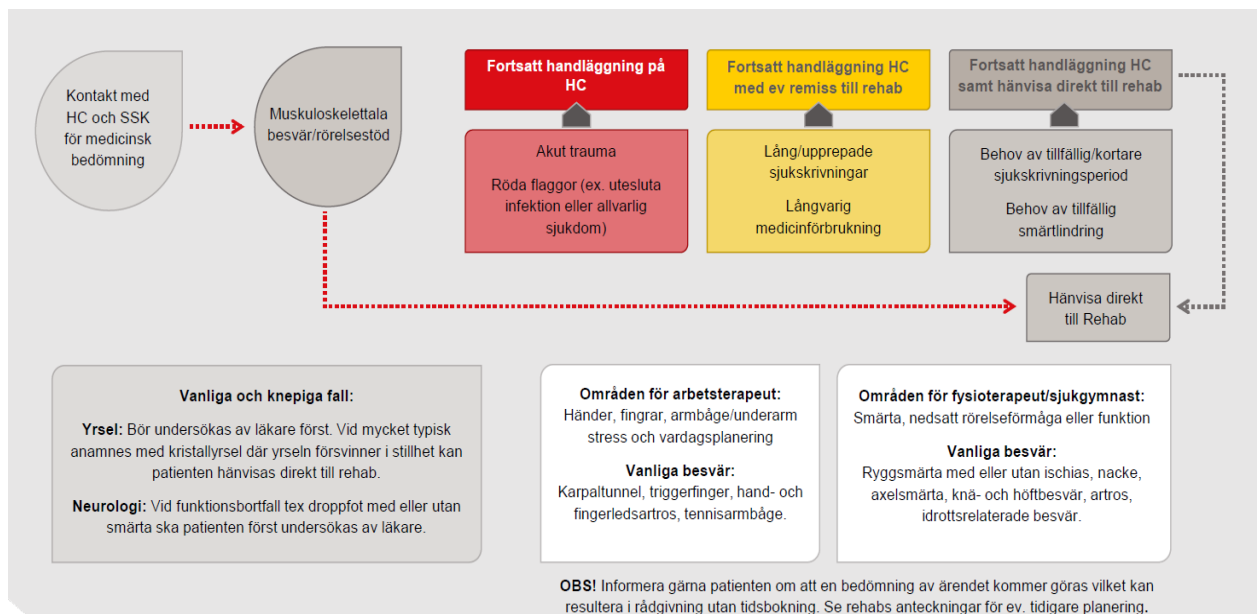 Kontakt med
HC och SSK
för medicinsk
bedömning
Muskuloskelettala
besvär/rörelsestöd
Fortsatt handläggning på
HC
Akut trauma
Röda flaggor (ex. utesluta
infektion eller allvarlig
sjukdom)
Fortsatt handläggning HC
med ev remiss till rehab
Lång/upprepade
sjukskrivningar
Långvarig
medicinförbrukning
Fortsatt handläggning HC
samt hänvisa direkt till rehab
Behov av tillfällig/kortare
sjukskrivningsperiod
Behov av tillfällig
smärtlindring
Hänvisa direkt
till Rehab
Vanliga och knepiga fall:
Yrsel: Bör undersökas av läkare först. Vid mycket typisk
anamnes med kristallyrsel där yrseln försvinner i stillhet kan
patienten hänvisas direkt till rehab.
Neurologi: Vid funktionsbortfall tex droppfot med eller utan
smärta ska patienten först undersökas av läkare.
Områden för arbetsterapeut:
Händer, fingrar, armbåge/underarm
stress och vardagsplanering
Vanliga besvär:
Karpaltunnel, triggerfinger, hand- och
fingerledsartros, tennisarmbåge.
Områden för fysioterapeut/sjukgymnast:
Smärta, nedsatt rörelseförmåga eller funktion
Vanliga besvär:
Ryggsmärta med eller utan ischias, nacke,
axelsmärta, knä- och höftbesvär, artros,
idrottsrelaterade besvär.
OBS! Informera gärna patienten om att en bedömning av ärendet kommer göras vilket kan
resultera i rådgivning utan tidsbokning. Se rehabs anteckningar för ev. tidigare planering.